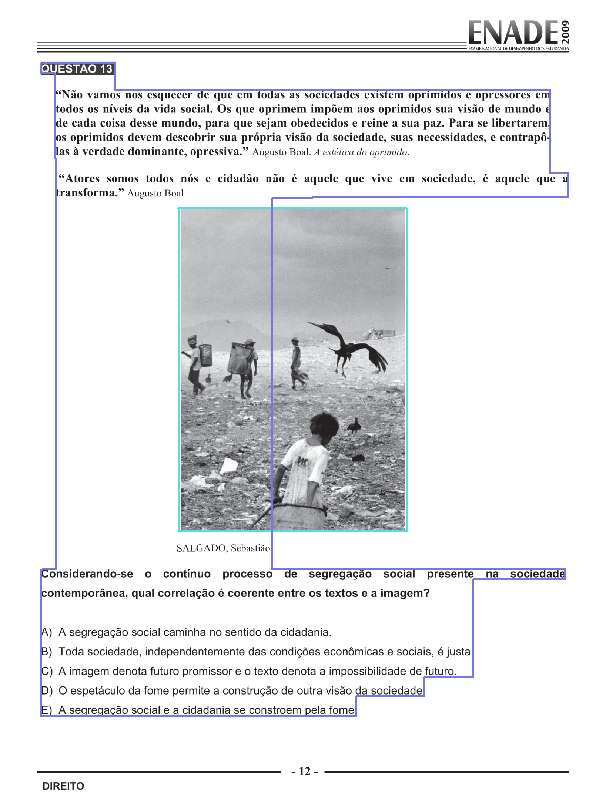 ENADE 2009
EXAME NACIONAL DE DESEMPENHO DOS ESTUDANTES
QUESTÃO 13
“Não vamos nos esquecer de que em todas as sociedades existem oprimidos e opressores em
todos os níveis da vida social. Os que oprimem impõem aos oprimidos sua visão de mundo e
de cada coisa desse mundo, para que sejam obedecidos e reine a sua paz. Para se libertarem,
os oprimidos devem descobrir sua própria visão da sociedade, suas necessidades, e contrapô-
las à verdade dominante, opressiva.” Augusto Boal. A estética do oprimido.
“Atores somos todos nós e cidadão não é aquele que vive em sociedade, é aquele que a
transforma.” Augusto Boal
SALGADO, Sebastião
Considerando-se o contínuo processo de segregação social presente na sociedade
contemporânea, qual correlação é coerente entre os textos e a imagem?
A) A segregação social caminha no sentido da cidadania.
B) Toda sociedade, independentemente das condições econômicas e sociais, é justa
C) A imagem denota futuro promissor e o texto denota a impossibilidade de futuro.
D) O espetáculo da fome permite a construção de outra visão da sociedade
E) A segregação social e a cidadania se constroem pela fome
- 12 -
DIREITO